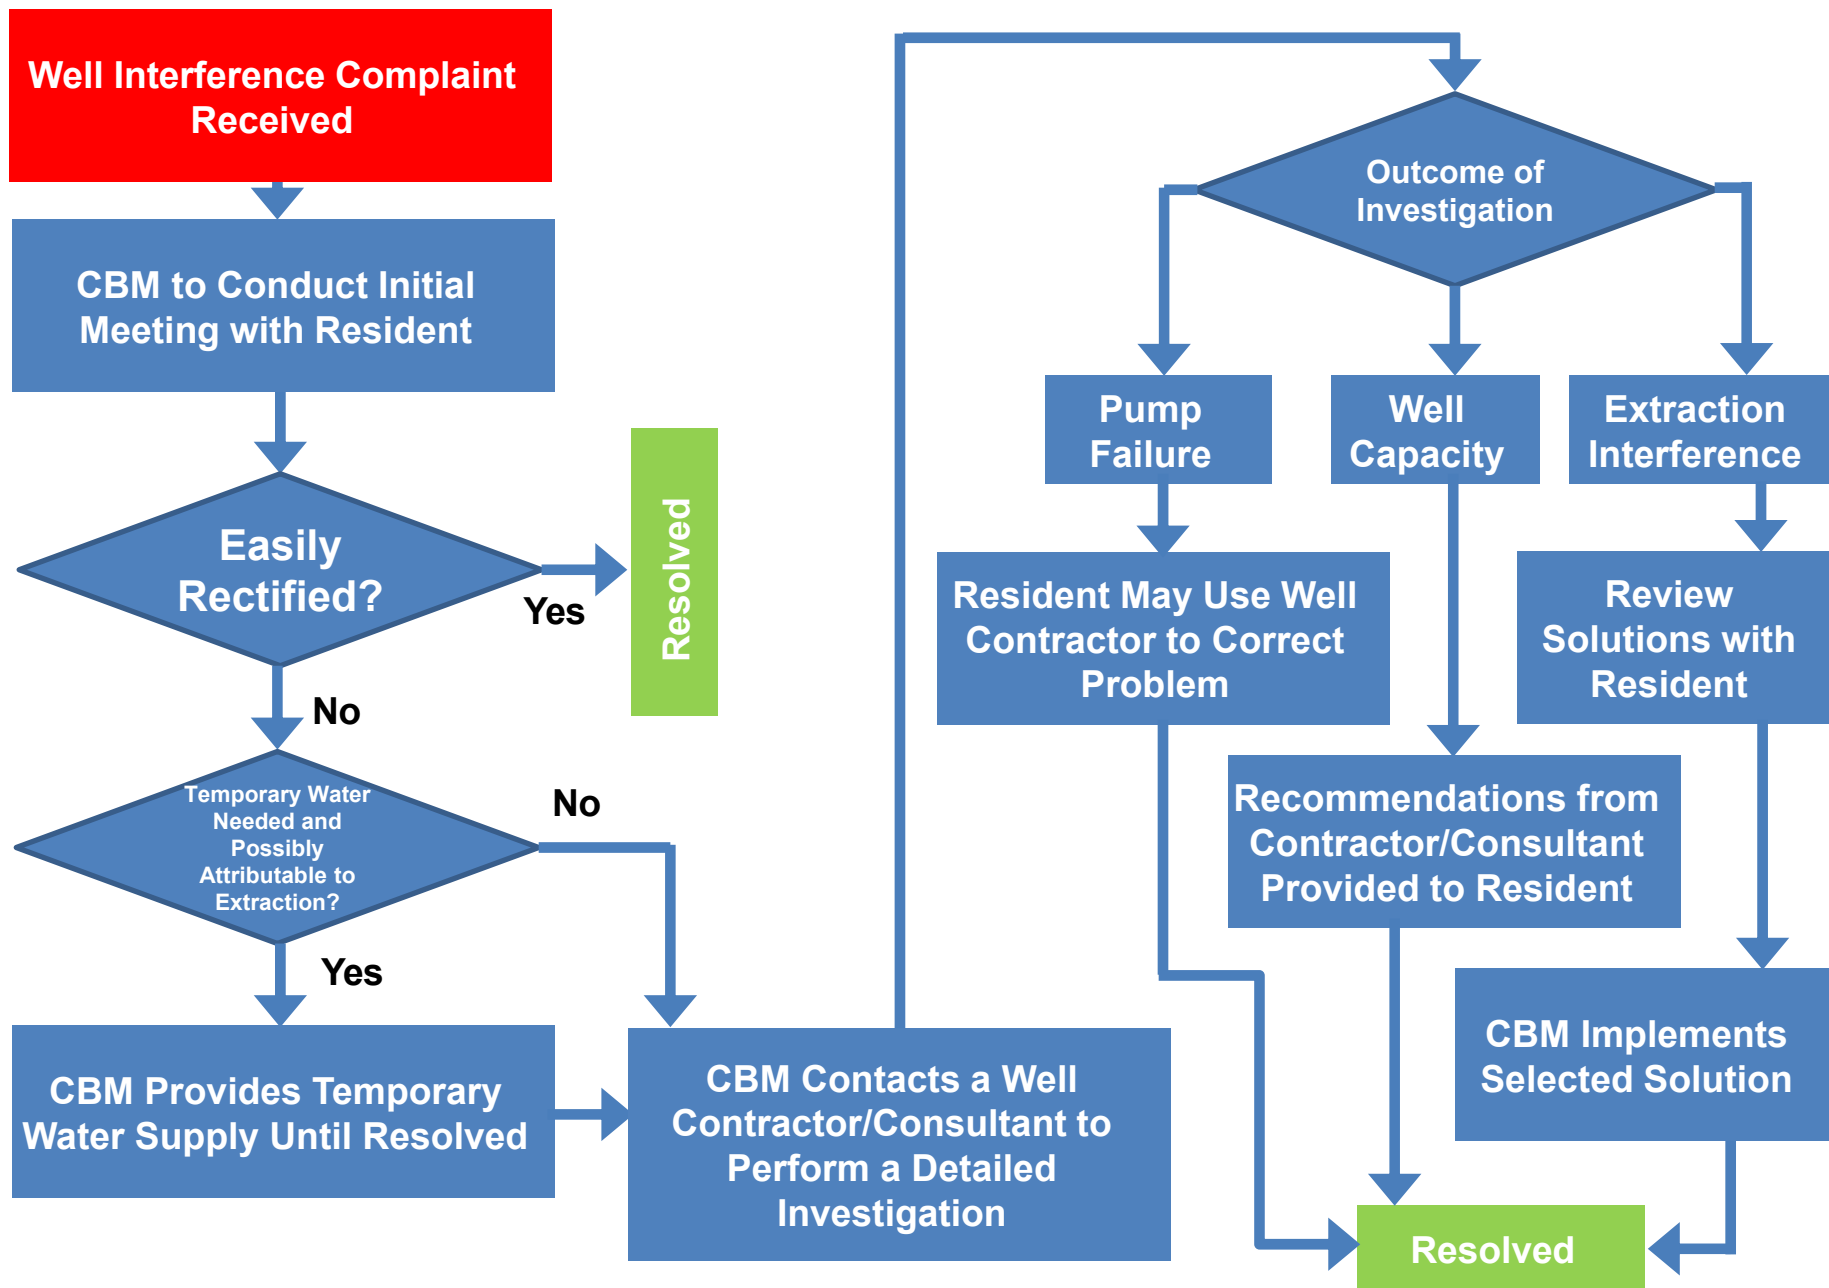 Well Interference Complaint
Received
CBM to Conduct Initial
Meeting with Resident
Easily
Rectified?
Yes
Resolved
No
Temporary Water
Needed and
Possibly
Attributable to
Extraction?
No
Yes
CBM Provides Temporary
Water Supply Until Resolved
CBM Contacts a Well
Contractor/Consultant to
Perform a Detailed
Investigation
Outcome of
Investigation
Pump
Failure
Well
Capacity
Extraction
Interference
Resident May Use Well
Contractor to Correct
Problem
Review
Solutions with
Resident
Recommendations from
Contractor/Consultant
Provided to Resident
CBM Implements
Selected Solution
Resolved